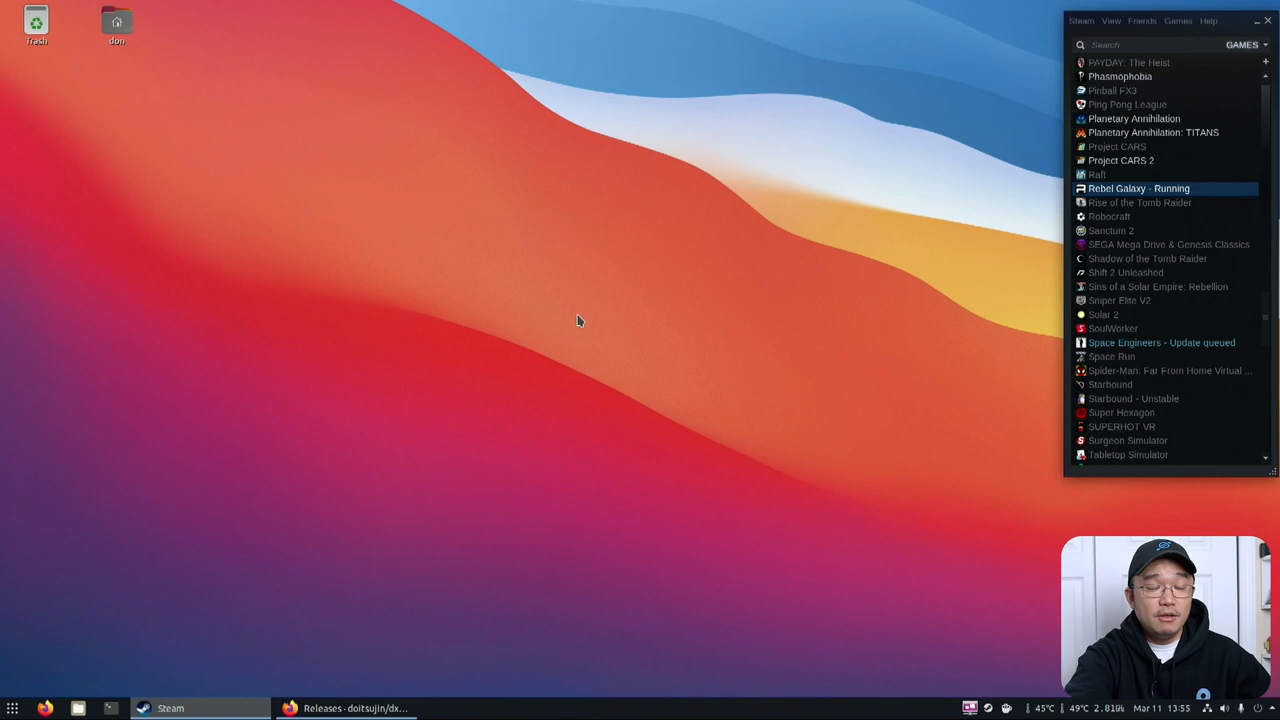 Trash
don
Steam View Friends Games Help
Search GAMES
PAYDAY: The Heist
Phasmophobia
Pinball FX3
Ping Pong League
Planetary Annihilation
Planetary Annihilation: TITANS
Project CARS
Project CARS 2
Raft
Rebel Galaxy - Running
Rise of the Tomb Raider
Robocraft
Sanctum 2
SEGA Mega Drive & Genesis Classics
Shadow of the Tomb Raider
Shift 2 Unleashed
Sins of a Solar Empire: Rebellion
Sniper Elite V2
Solar 2
SoulWorker
Space Engineers - Update queued
Space Run
Spider-Man: Far From Home Virtual ...
Starbound
Starbound - Unstable
Super Hexagon
SUPERHOT VR
Surgeon Simulator
Tabletop Simulator
Steam
Releases · doitsujin/dx...
45°C 49°C 2.81% Mar 11 13:55